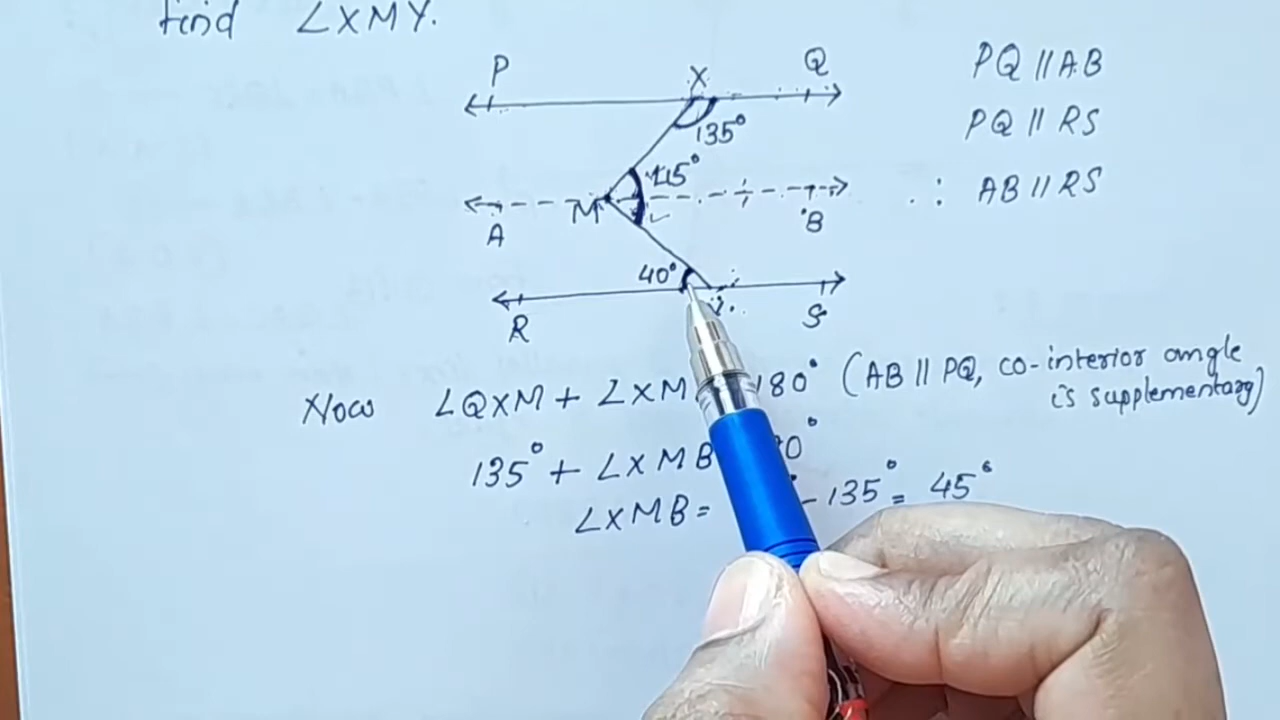 find ∠XMY.
P X Q
135°
PQ // AB
PQ // RS
45°
A M B
∴ AB // RS
40°
R S
Now ∠QXM + ∠XM 180° (AB // PQ, co-interior angle
is supplementary)
135° + ∠XMB 0°
∠XMB = - 135° = 45°